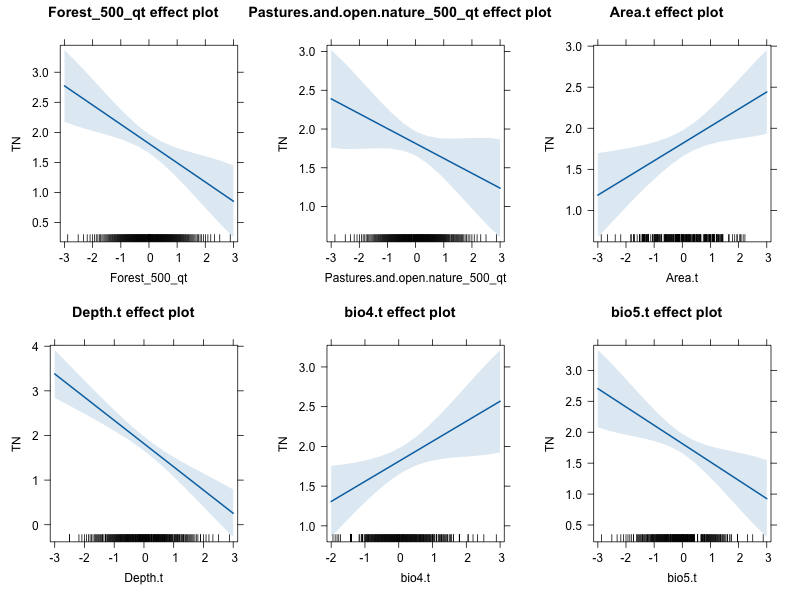 Forest_500_qt effect plot
3.0
2.5
2.0
1.5
1.0
0.5
TN
-3 -2 -1 0 1 2 3
Forest_500_qt
Pastures.and.open.nature_500_qt effect plot
3.0
2.5
2.0
1.5
1.0
TN
-3 -2 -1 0 1 2 3
Pastures.and.open.nature_500_qt
Area.t effect plot
3.0
2.5
2.0
1.5
1.0
TN
-3 -2 -1 0 1 2 3
Area.t
Depth.t effect plot
4
3
2
1
0
TN
-3 -2 -1 0 1 2 3
Depth.t
bio4.t effect plot
3.0
2.5
2.0
1.5
1.0
TN
-2 -1 0 1 2 3
bio4.t
bio5.t effect plot
3.0
2.5
2.0
1.5
1.0
0.5
TN
-3 -2 -1 0 1 2 3
bio5.t